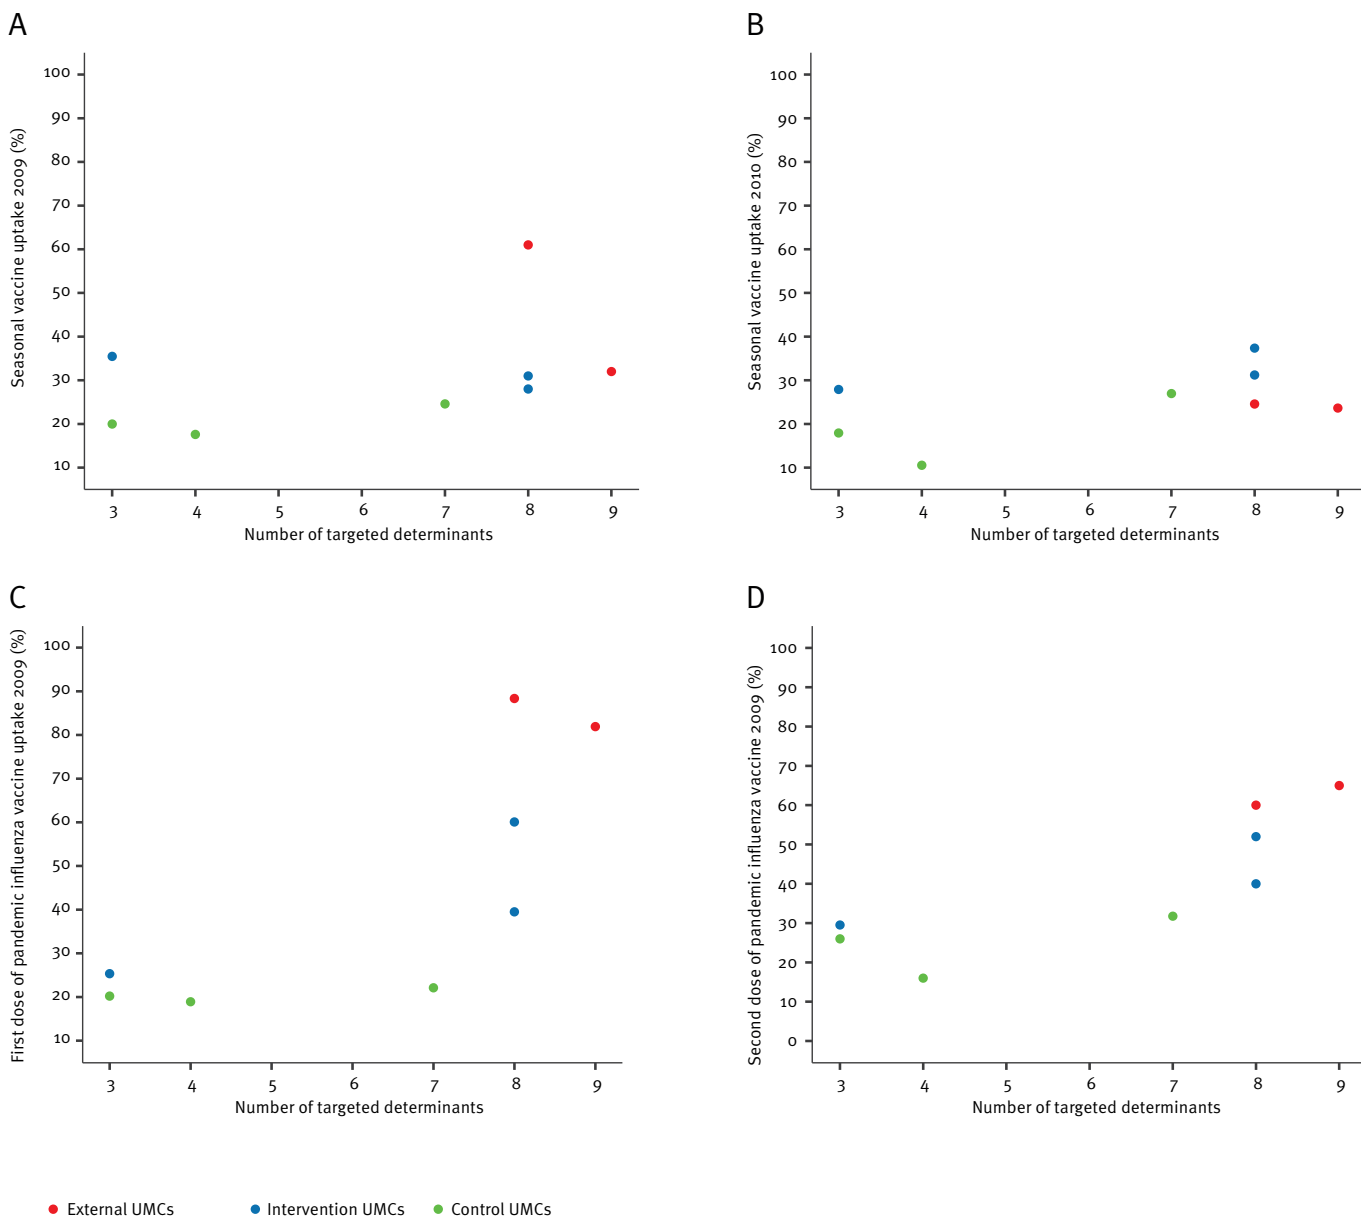 A
Seasonal vaccine uptake 2009 (%)
100
90
80
70
60
50
40
30
20
10
3 4 5 6 7 8 9
Number of targeted determinants
B
Seasonal vaccine uptake 2010 (%)
100
90
80
70
60
50
40
30
20
10
3 4 5 6 7 8 9
Number of targeted determinants
C
First dose of pandemic influenza vaccine uptake 2009 (%)
100
90
80
70
60
50
40
30
20
10
3 4 5 6 7 8 9
Number of targeted determinants
D
Second dose of pandemic influenza vaccine 2009 (%)
100
90
80
70
60
50
40
30
20
10
0
3 4 5 6 7 8 9
Number of targeted determinants
External UMCs Intervention UMCs Control UMCs